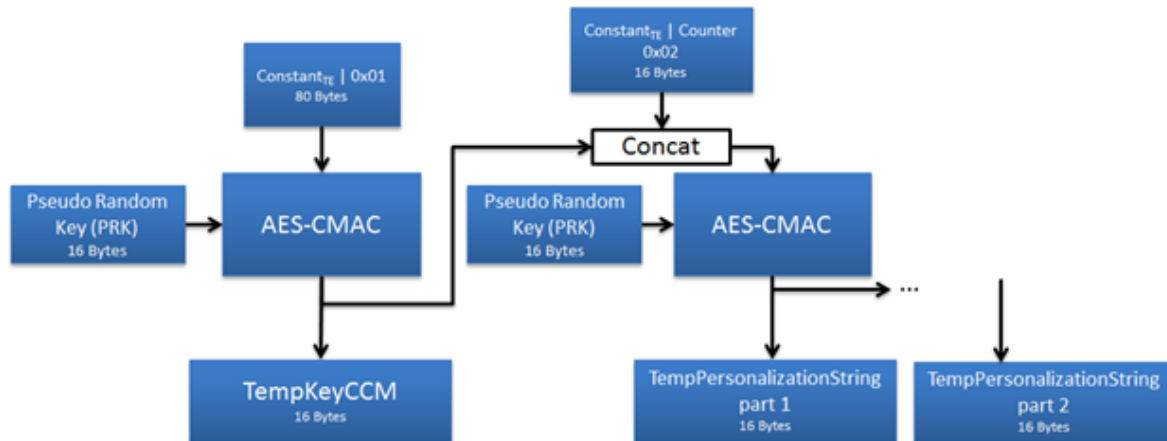 Constant_TE | 0x01
80 Bytes
Constant_TE | Counter
0x02
16 Bytes
Concat
Pseudo Random
Key (PRK)
16 Bytes
AES-CMAC
Pseudo Random
Key (PRK)
16 Bytes
AES-CMAC
...
TempKeyCCM
16 Bytes
TempPersonalizationString
part 1
16 Bytes
TempPersonalizationString
part 2
16 Bytes